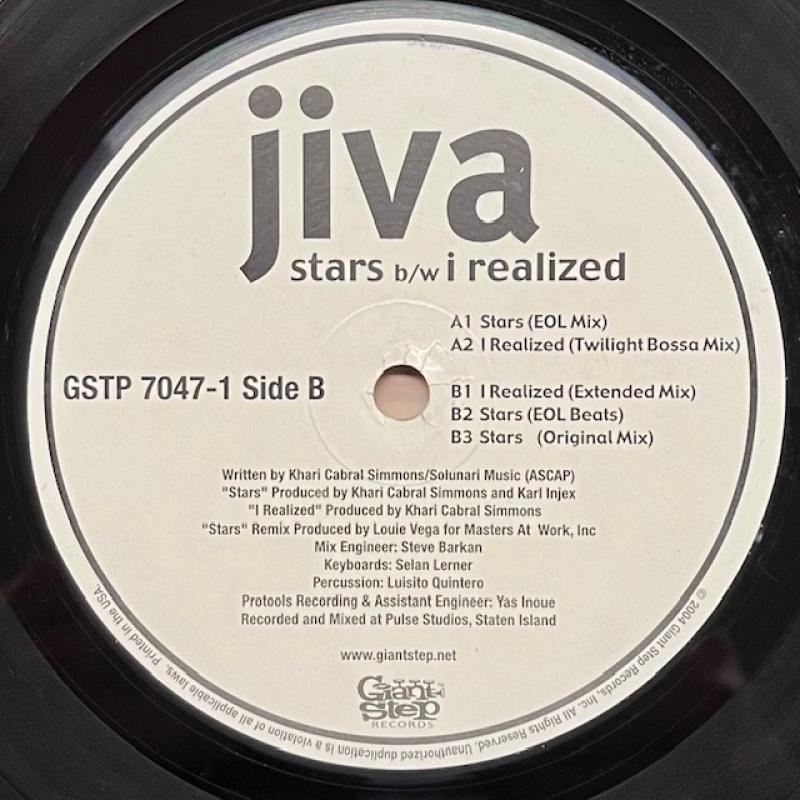 jiva
stars b/w i realized
A1 Stars (EOL Mix)
A2 I Realized (Twilight Bossa Mix)
GSTP 7047-1 Side B
B1 I Realized (Extended Mix)
B2 Stars (EOL Beats)
B3 Stars (Original Mix)
Written by Khari Cabral Simmons/Solunari Music (ASCAP)
"Stars" Produced by Khari Cabral Simmons and Karl Injex
"I Realized" Produced by Khari Cabral Simmons
"Stars" Remix Produced by Louie Vega for Masters At Work, Inc
Mix Engineer: Steve Barkan
Keyboards: Selan Lerner
Percussion: Luisito Quintero
Protools Recording & Assistant Engineer: Yas Inoue
Recorded and Mixed at Pulse Studios, Staten Island
www.giantstep.net
Giant
Step
RECORDS
© 2004 Giant Step Records, Inc. All Rights Reserved. Unauthorized duplication is a violation of all applicable laws. Printed in the USA.